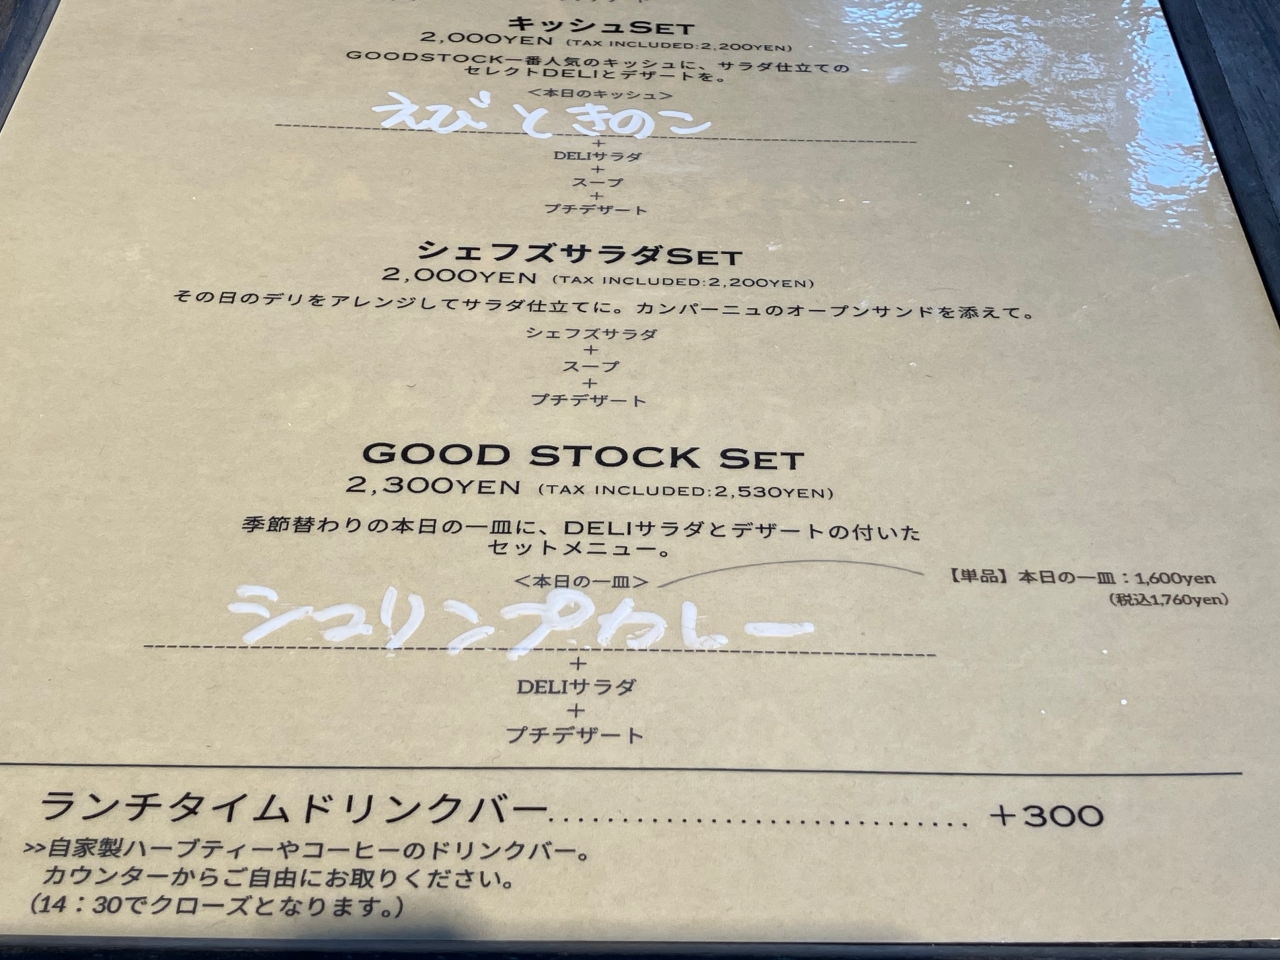 キッシュSET
2,000YEN (TAX INCLUDED:2,200YEN)
GOODSTOCK一番人気のキッシュに、サラダ仕立ての
セレクトDELIとデザートを。
<本日のキッシュ>
えびときのこ
+
DELIサラダ
+
スープ
+
プチデザート
シェフズサラダSET
2,000YEN (TAX INCLUDED:2,200YEN)
その日のデリをアレンジしてサラダ仕立てに。カンパーニュのオープンサンドを添えて。
シェフズサラダ
+
スープ
+
プチデザート
GOOD STOCK SET
2,300YEN (TAX INCLUDED:2,530YEN)
季節替わりの本日の一皿に、DELIサラダとデザートの付いた
セットメニュー。
<本日の一皿>
【単品】本日の一皿：1,600yen
(税込1,760yen)
シュリンプカレー
+
DELIサラダ
+
プチデザート
ランチタイムドリンクバー.............................. +300
>>自家製ハーブティーやコーヒーのドリンクバー。
カウンターからご自由にお取りください。
(14：30でクローズとなります。)